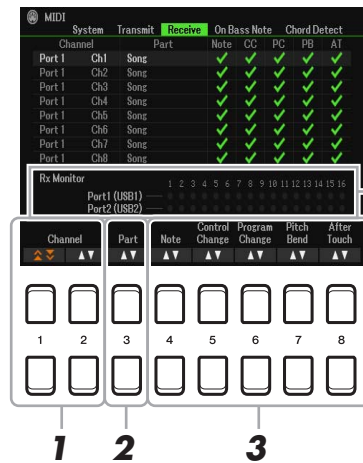 MIDI
System Transmit Receive On Bass Note Chord Detect
Channel Part Note CC PC PB AT
Port 1 Ch1 Song
Port 1 Ch2 Song
Port 1 Ch3 Song
Port 1 Ch4 Song
Port 1 Ch5 Song
Port 1 Ch6 Song
Port 1 Ch7 Song
Port 1 Ch8 Song
Rx Monitor 1 2 3 4 5 6 7 8 9 10 11 12 13 14 15 16
Port1 (USB1)
Port2 (USB2)
Channel Part Note Control Change Program Change Pitch Bend After Touch
1 2 3 4 5 6 7 8
1 2 3